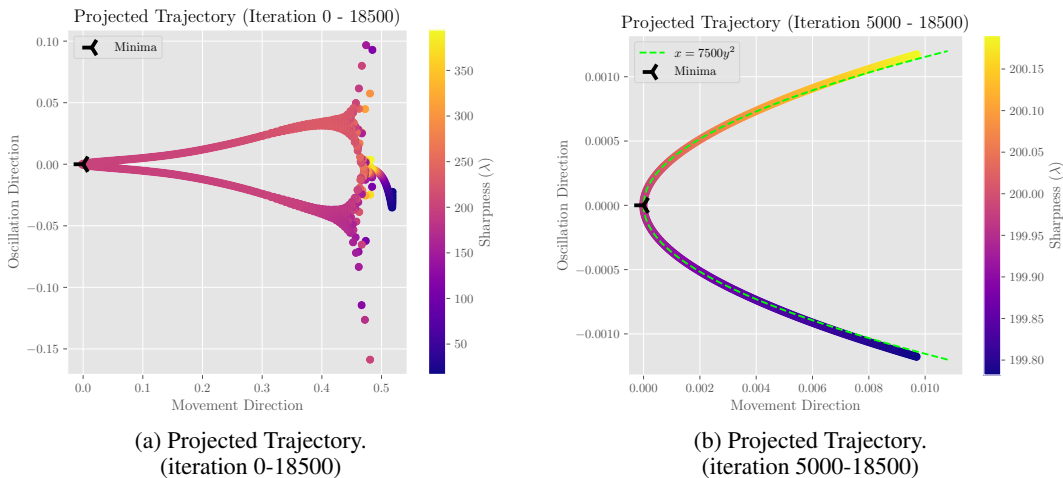 Projected Trajectory (Iteration 0 - 18500)
Minima
0.10
0.05
0.00
−0.05
−0.10
−0.15
Oscillation Direction
0.0
0.1
0.2
0.3
0.4
0.5
Movement Direction
350
300
250
200
150
100
50
Sharpness (λ)
(a) Projected Trajectory.
(iteration 0-18500)
Projected Trajectory (Iteration 5000 - 18500)
x = 7500y²
Minima
0.0010
0.0005
0.0000
−0.0005
−0.0010
Oscillation Direction
0.000
0.002
0.004
0.006
0.008
0.010
Movement Direction
200.15
200.10
200.05
200.00
199.95
199.90
199.85
199.80
Sharpness (λ)
(b) Projected Trajectory.
(iteration 5000-18500)